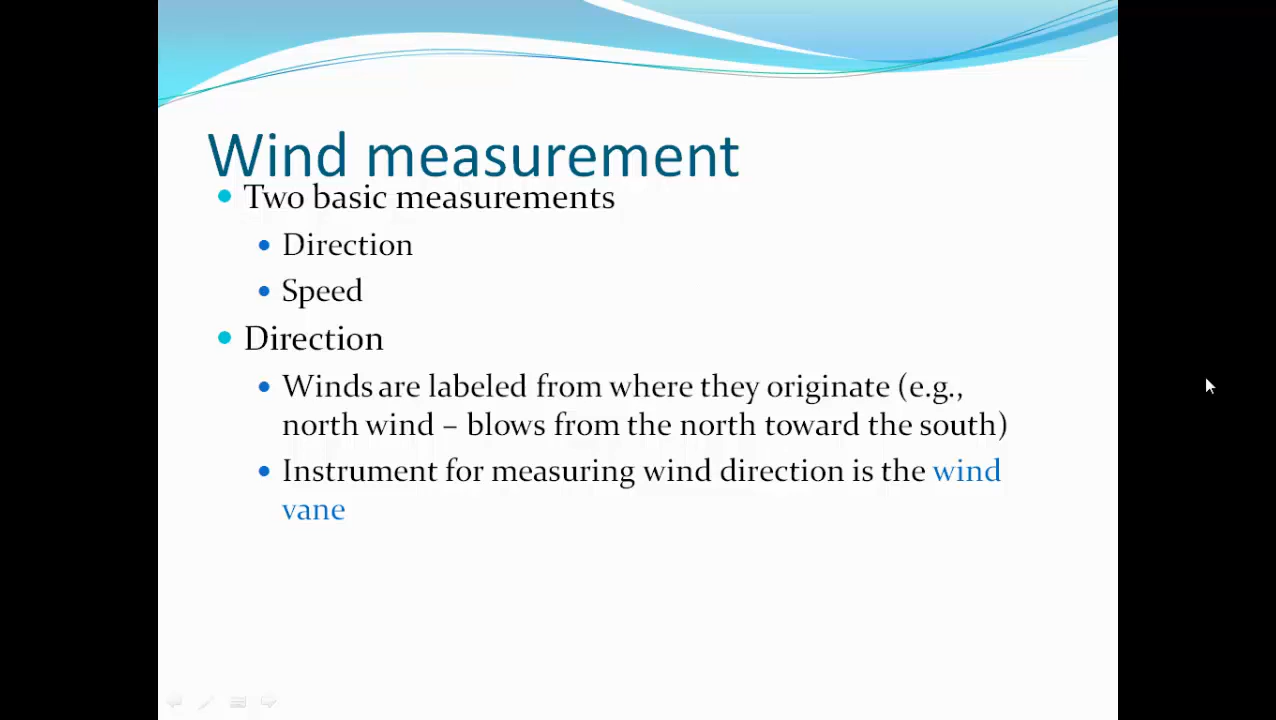 Wind measurement
Two basic measurements
Direction
Speed
Direction
Winds are labeled from where they originate (e.g.,
north wind – blows from the north toward the south)
Instrument for measuring wind direction is the wind
vane